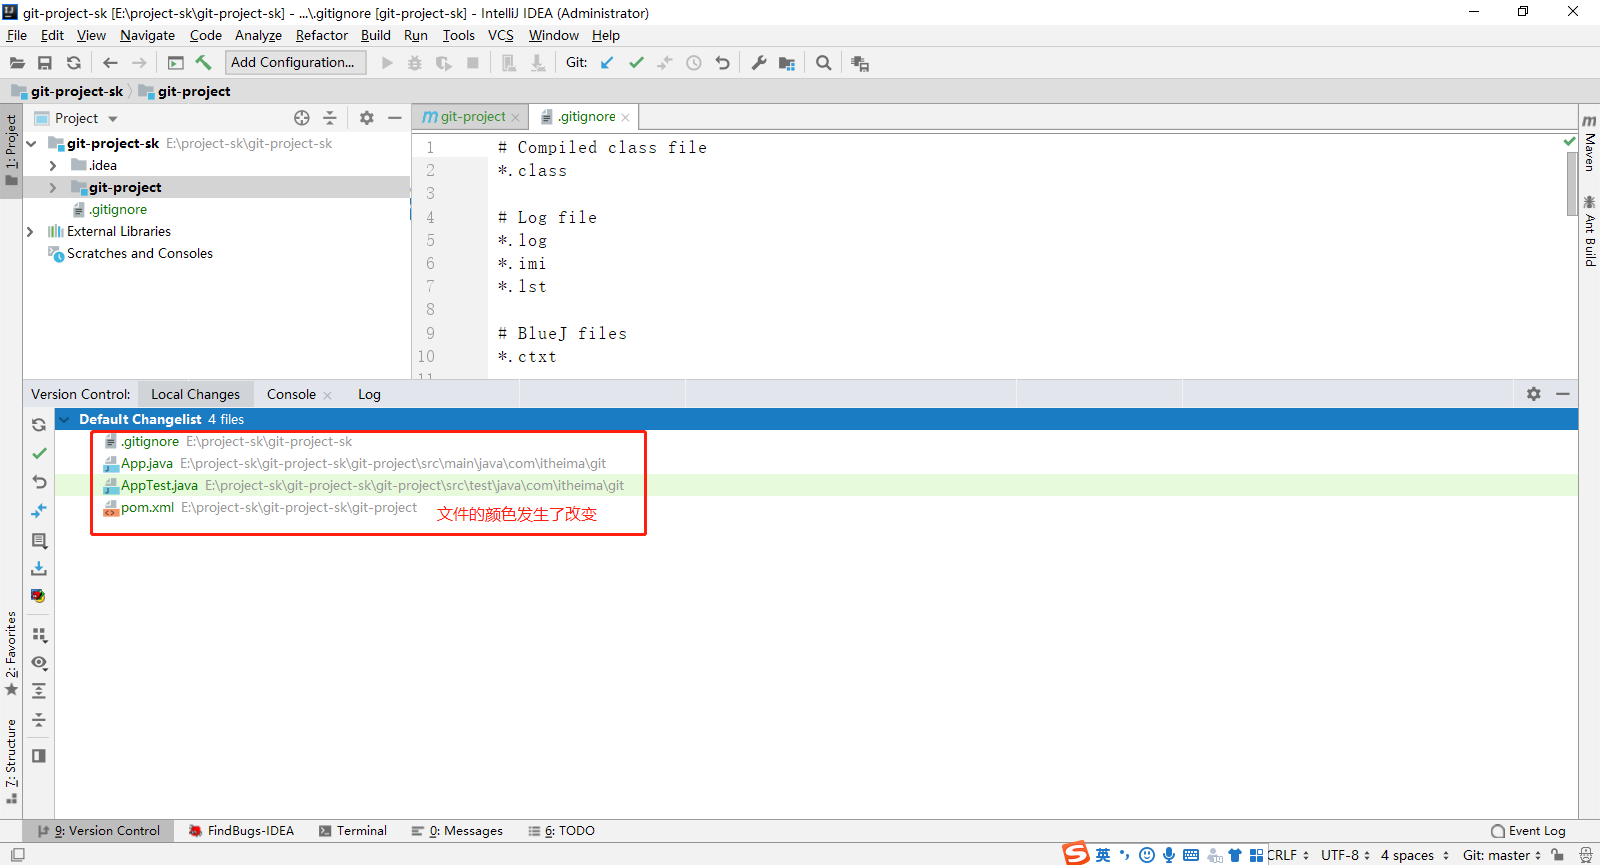 git-project-sk [E:\project-sk\git-project-sk] - ...\.gitignore [git-project-sk] - IntelliJ IDEA (Administrator)
File Edit View Navigate Code Analyze Refactor Build Run Tools VCS Window Help
Add Configuration... Git:
git-project-sk git-project
1: Project
Project
git-project-sk E:\project-sk\git-project-sk
.idea
git-project
.gitignore
External Libraries
Scratches and Consoles
git-project .gitignore
1 # Compiled class file
2 *.class
3
4 # Log file
5 *.log
6 *.imi
7 *.lst
8
9 # BlueJ files
10 *.ctxt
11
Maven
Ant Build
Version Control: Local Changes Console Log
Default Changelist 4 files
.gitignore E:\project-sk\git-project-sk
App.java E:\project-sk\git-project-sk\git-project\src\main\java\com\itheima\git
AppTest.java E:\project-sk\git-project-sk\git-project\src\test\java\com\itheima\git
pom.xml E:\project-sk\git-project-sk\git-project 文件的颜色发生了改变
2: Favorites
7: Structure
9: Version Control FindBugs-IDEA Terminal 0: Messages 6: TODO Event Log
英 CRLF UTF-8 4 spaces Git: master